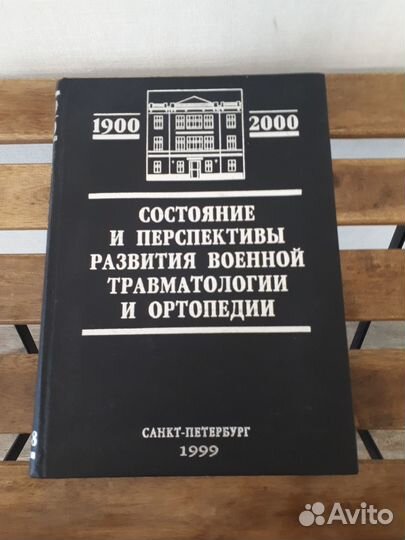 1900 2000
СОСТОЯНИЕ
И ПЕРСПЕКТИВЫ
РАЗВИТИЯ ВОЕННОЙ
ТРАВМАТОЛОГИИ
И ОРТОПЕДИИ
САНКТ-ПЕТЕРБУРГ
1999
Avito